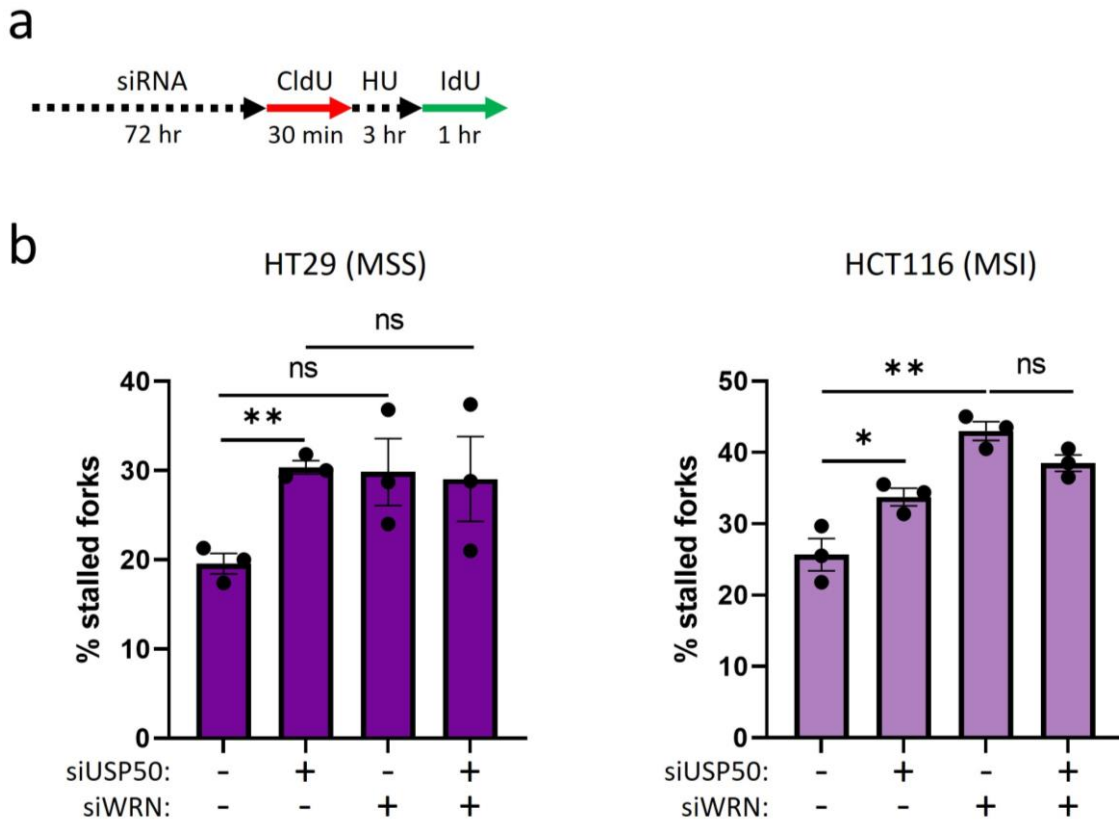 a
siRNA CldU HU IdU
72 hr 30 min 3 hr 1 hr
b
HT29 (MSS)
ns
ns
**
% stalled forks
40
30
20
10
0
siUSP50: - + - +
siWRN: - - + +
HCT116 (MSI)
** ns
*
% stalled forks
50
40
30
20
10
0
siUSP50: - + - +
siWRN: - - + +